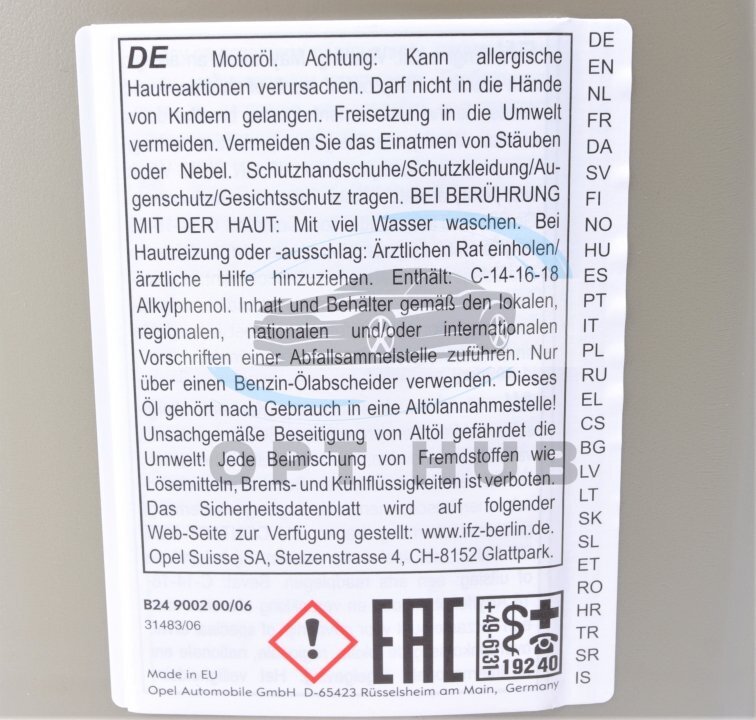 DE Motoröl. Achtung: Kann allergische
Hautreaktionen verursachen. Darf nicht in die Hände
von Kindern gelangen. Freisetzung in die Umwelt
vermeiden. Vermeiden Sie das Einatmen von Stäuben
oder Nebel. Schutzhandschuhe/Schutzkleidung/Au-
genschutz/Gesichtsschutz tragen. BEI BERÜHRUNG
MIT DER HAUT: Mit viel Wasser waschen. Bei
Hautreizung oder -ausschlag: Ärztlichen Rat einholen/
ärztliche Hilfe hinzuziehen. Enthält: C-14-16-18
Alkylphenol. Inhalt und Behälter gemäß den lokalen,
regionalen, nationalen und/oder internationalen
Vorschriften einer Abfallsammelstelle zuführen. Nur
über einen Benzin-Ölabscheider verwenden. Dieses
Öl gehört nach Gebrauch in eine Altölannahmestelle!
Unsachgemäße Beseitigung von Altöl gefährdet die
Umwelt! Jede Beimischung von Fremdstoffen wie
Lösemitteln, Brems- und Kühlflüssigkeiten ist verboten.
Das Sicherheitsdatenblatt wird auf folgender
Web-Seite zur Verfügung gestellt: www.ifz-berlin.de.
Opel Suisse SA, Stelzenstrasse 4, CH-8152 Glattpark.
OPT HUB
B24 9002 00/06
31483/06
!
EAC
+49-6131-
19240
Made in EU
Opel Automobile GmbH D-65423 Rüsselsheim am Main, Germany
DE
EN
NL
FR
DA
SV
FI
NO
HU
ES
PT
IT
PL
RU
EL
CS
BG
LV
LT
SK
SL
ET
RO
HR
TR
SR
IS